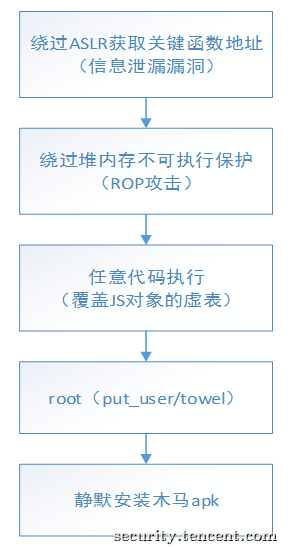 绕过ASLR获取关键函数地址
（信息泄漏漏洞）
绕过堆内存不可执行保护
（ROP攻击）
任意代码执行
（覆盖JS对象的虚表）
root（put_user/towel）
静默安装木马apk
security.tencent.com